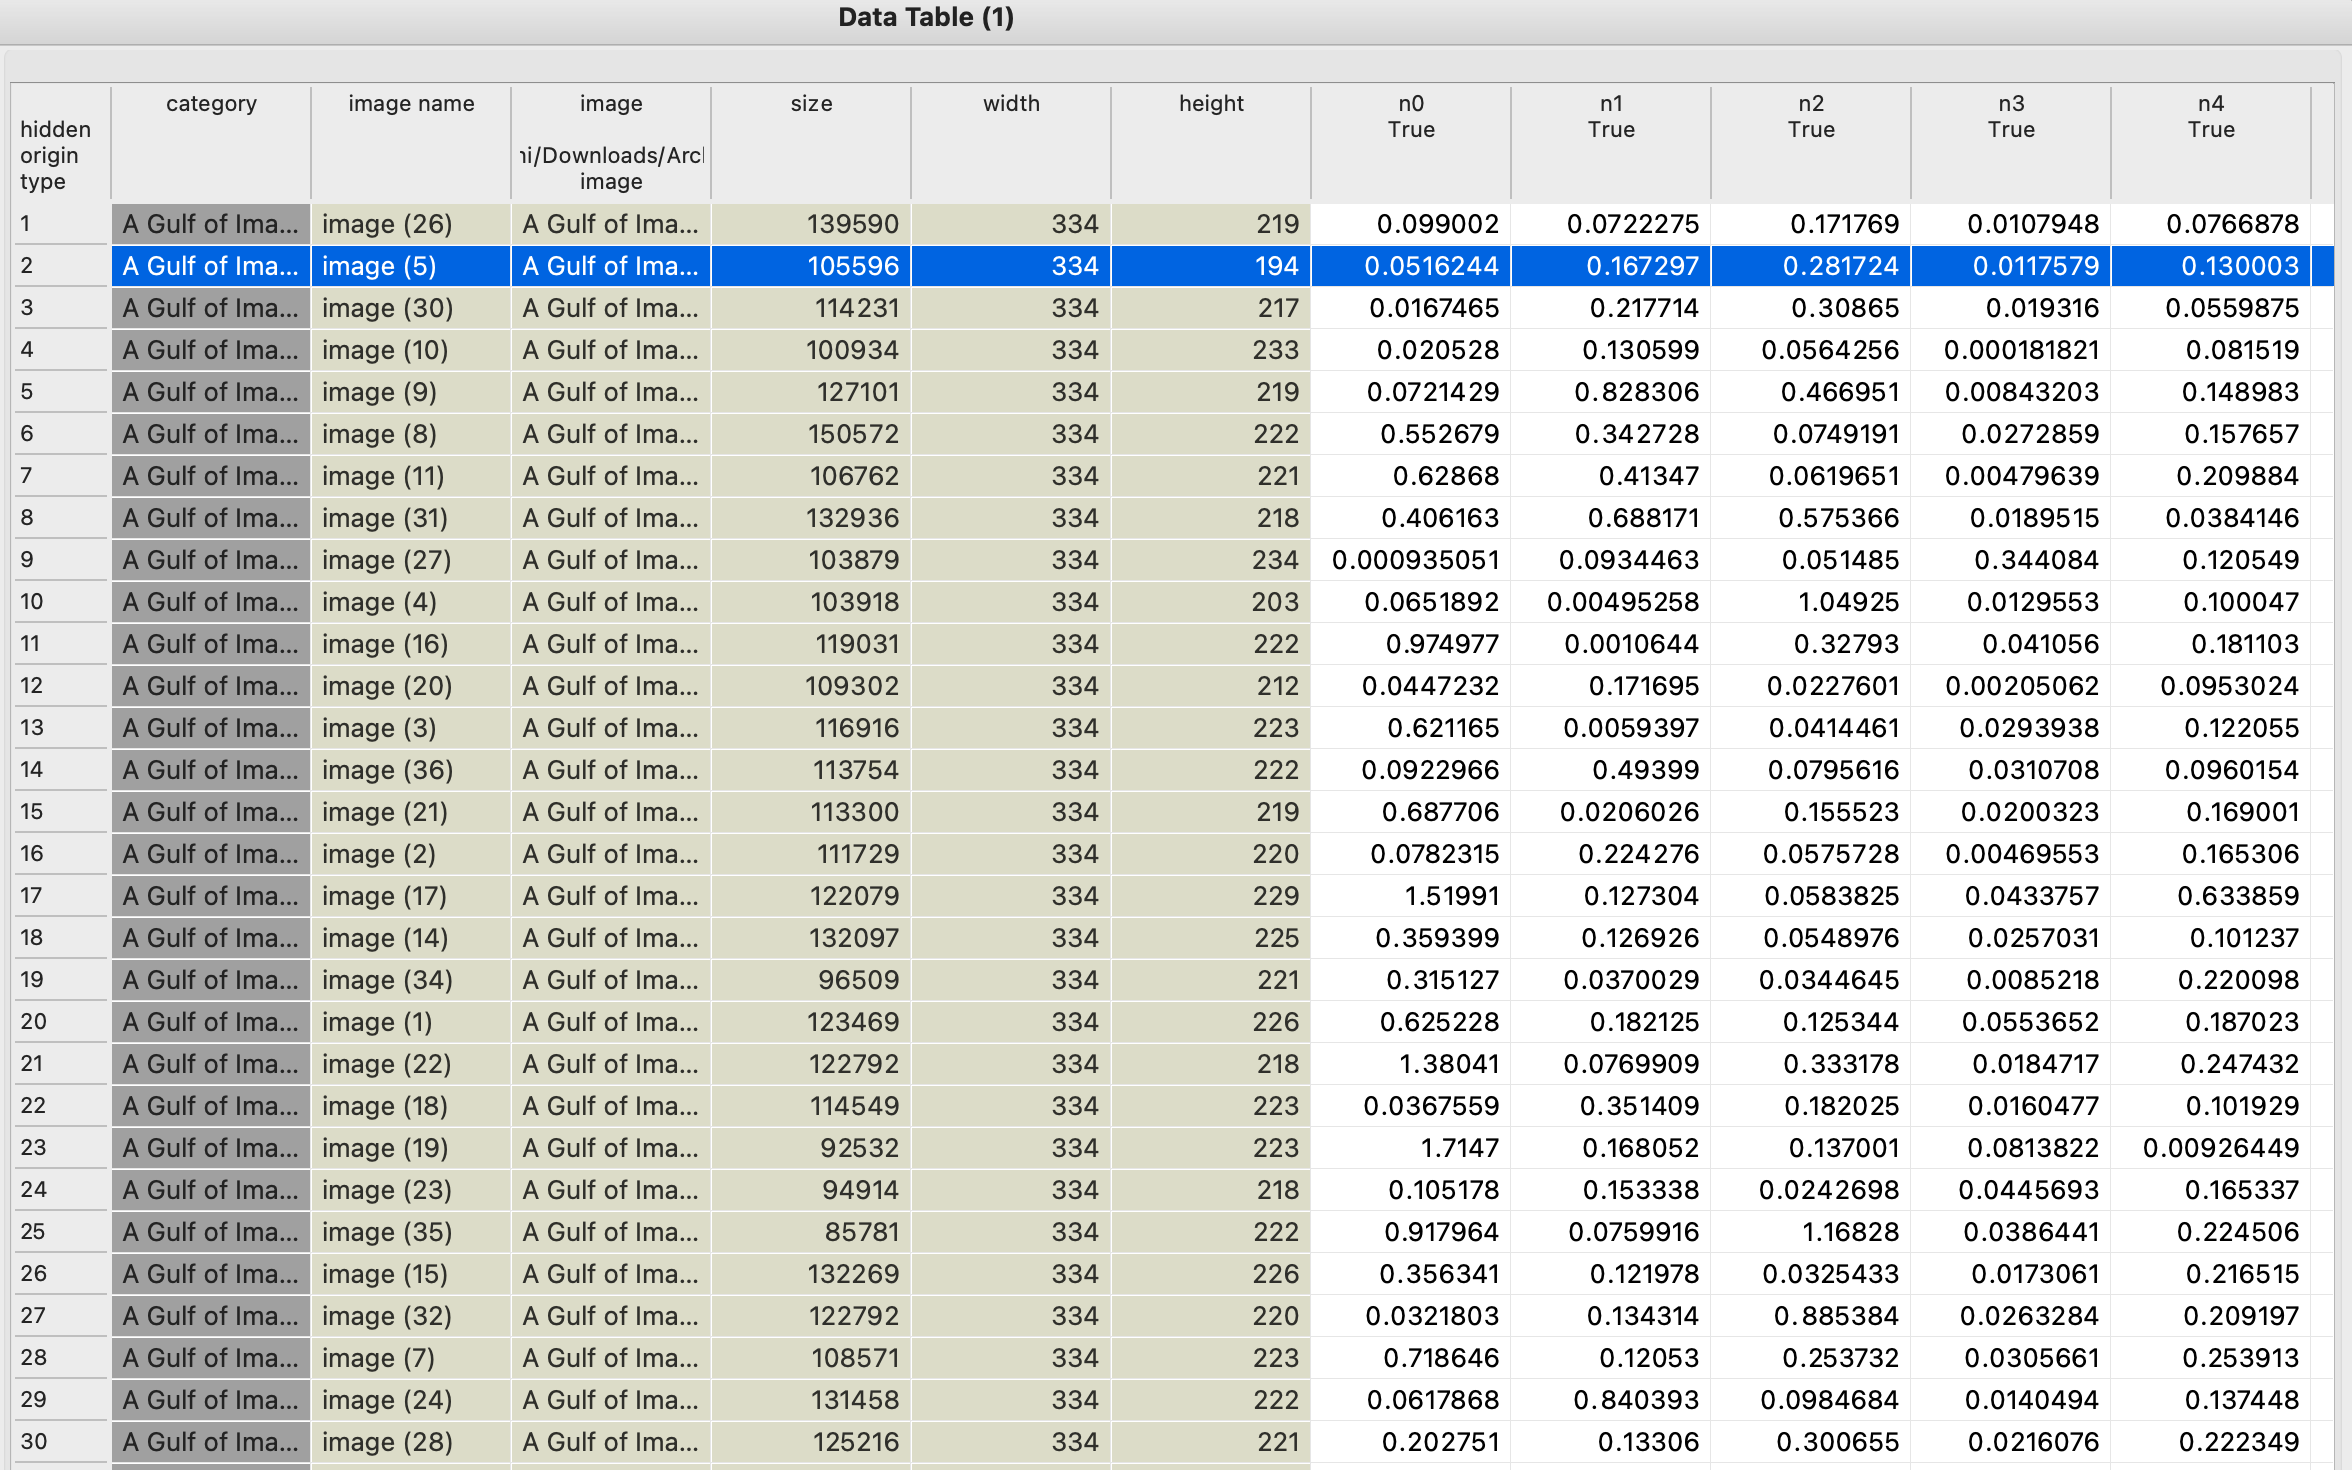 Data Table (1)
category image name image size width height n0 n1 n2 n3 n4
hidden True True True True True
origin ni/Downloads/Arcl
type image
1 A Gulf of Ima... image (26) A Gulf of Ima... 139590 334 219 0.099002 0.0722275 0.171769 0.0107948 0.0766878
2 A Gulf of Ima... image (5) A Gulf of Ima... 105596 334 194 0.0516244 0.167297 0.281724 0.0117579 0.130003
3 A Gulf of Ima... image (30) A Gulf of Ima... 114231 334 217 0.0167465 0.217714 0.30865 0.019316 0.0559875
4 A Gulf of Ima... image (10) A Gulf of Ima... 100934 334 233 0.020528 0.130599 0.0564256 0.000181821 0.081519
5 A Gulf of Ima... image (9) A Gulf of Ima... 127101 334 219 0.0721429 0.828306 0.466951 0.00843203 0.148983
6 A Gulf of Ima... image (8) A Gulf of Ima... 150572 334 222 0.552679 0.342728 0.0749191 0.0272859 0.157657
7 A Gulf of Ima... image (11) A Gulf of Ima... 106762 334 221 0.62868 0.41347 0.0619651 0.00479639 0.209884
8 A Gulf of Ima... image (31) A Gulf of Ima... 132936 334 218 0.406163 0.688171 0.575366 0.0189515 0.0384146
9 A Gulf of Ima... image (27) A Gulf of Ima... 103879 334 234 0.000935051 0.0934463 0.051485 0.344084 0.120549
10 A Gulf of Ima... image (4) A Gulf of Ima... 103918 334 203 0.0651892 0.00495258 1.04925 0.0129553 0.100047
11 A Gulf of Ima... image (16) A Gulf of Ima... 119031 334 222 0.974977 0.0010644 0.32793 0.041056 0.181103
12 A Gulf of Ima... image (20) A Gulf of Ima... 109302 334 212 0.0447232 0.171695 0.0227601 0.00205062 0.0953024
13 A Gulf of Ima... image (3) A Gulf of Ima... 116916 334 223 0.621165 0.0059397 0.0414461 0.0293938 0.122055
14 A Gulf of Ima... image (36) A Gulf of Ima... 113754 334 222 0.0922966 0.49399 0.0795616 0.0310708 0.0960154
15 A Gulf of Ima... image (21) A Gulf of Ima... 113300 334 219 0.687706 0.0206026 0.155523 0.0200323 0.169001
16 A Gulf of Ima... image (2) A Gulf of Ima... 111729 334 220 0.0782315 0.224276 0.0575728 0.00469553 0.165306
17 A Gulf of Ima... image (17) A Gulf of Ima... 122079 334 229 1.51991 0.127304 0.0583825 0.0433757 0.633859
18 A Gulf of Ima... image (14) A Gulf of Ima... 132097 334 225 0.359399 0.126926 0.0548976 0.0257031 0.101237
19 A Gulf of Ima... image (34) A Gulf of Ima... 96509 334 221 0.315127 0.0370029 0.0344645 0.0085218 0.220098
20 A Gulf of Ima... image (1) A Gulf of Ima... 123469 334 226 0.625228 0.182125 0.125344 0.0553652 0.187023
21 A Gulf of Ima... image (22) A Gulf of Ima... 122792 334 218 1.38041 0.0769909 0.333178 0.0184717 0.247432
22 A Gulf of Ima... image (18) A Gulf of Ima... 114549 334 223 0.0367559 0.351409 0.182025 0.0160477 0.101929
23 A Gulf of Ima... image (19) A Gulf of Ima... 92532 334 223 1.7147 0.168052 0.137001 0.0813822 0.00926449
24 A Gulf of Ima... image (23) A Gulf of Ima... 94914 334 218 0.105178 0.153338 0.0242698 0.0445693 0.165337
25 A Gulf of Ima... image (35) A Gulf of Ima... 85781 334 222 0.917964 0.0759916 1.16828 0.0386441 0.224506
26 A Gulf of Ima... image (15) A Gulf of Ima... 132269 334 226 0.356341 0.121978 0.0325433 0.0173061 0.216515
27 A Gulf of Ima... image (32) A Gulf of Ima... 122792 334 220 0.0321803 0.134314 0.885384 0.0263284 0.209197
28 A Gulf of Ima... image (7) A Gulf of Ima... 108571 334 223 0.718646 0.12053 0.253732 0.0305661 0.253913
29 A Gulf of Ima... image (24) A Gulf of Ima... 131458 334 222 0.0617868 0.840393 0.0984684 0.0140494 0.137448
30 A Gulf of Ima... image (28) A Gulf of Ima... 125216 334 221 0.202751 0.13306 0.300655 0.0216076 0.222349